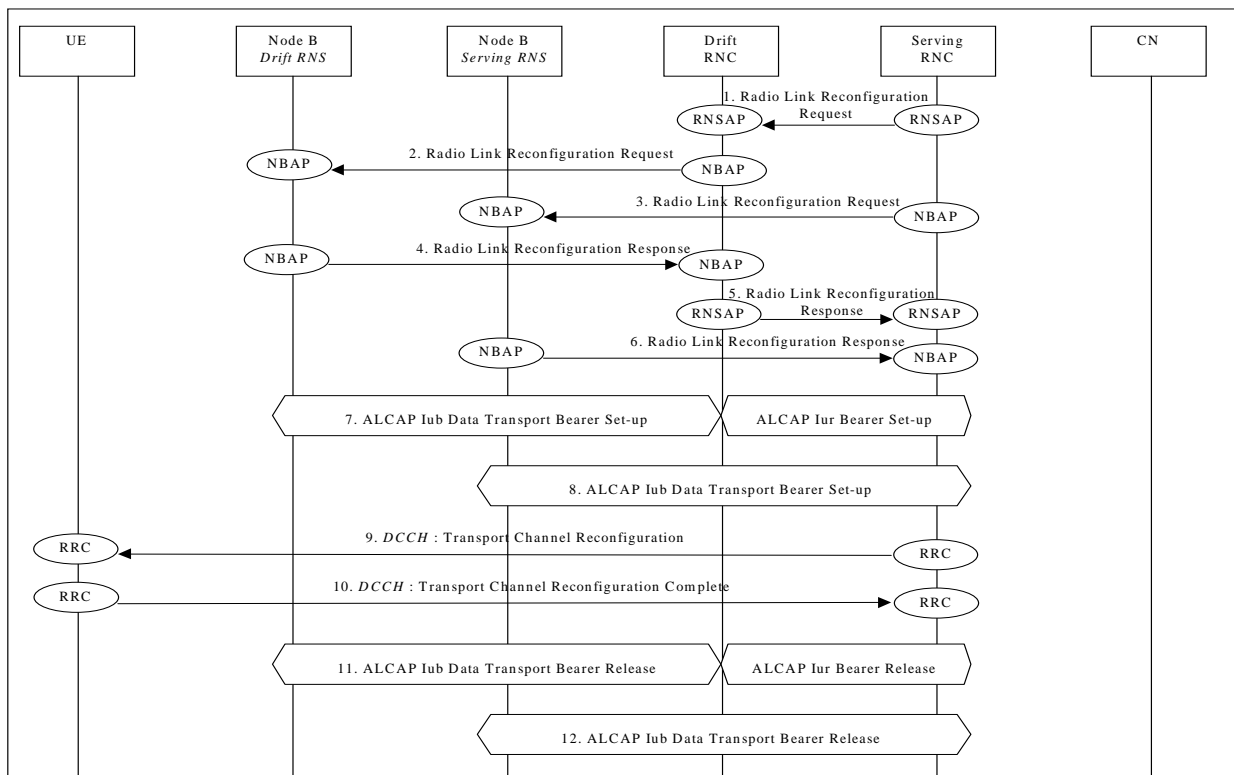 UE
Node B
Drift RNS
Node B
Serving RNS
Drift
RNC
Serving
RNC
CN
1. Radio Link Reconfiguration
Request
RNSAP
RNSAP
2. Radio Link Reconfiguration Request
NBAP
NBAP
3. Radio Link Reconfiguration Request
NBAP
NBAP
4. Radio Link Reconfiguration Response
NBAP
NBAP
5. Radio Link Reconfiguration
Response
RNSAP
RNSAP
6. Radio Link Reconfiguration Response
NBAP
NBAP
7. ALCAP Iub Data Transport Bearer Set-up
ALCAP Iur Bearer Set-up
8. ALCAP Iub Data Transport Bearer Set-up
9. DCCH : Transport Channel Reconfiguration
RRC
RRC
10. DCCH : Transport Channel Reconfiguration Complete
RRC
RRC
11. ALCAP Iub Data Transport Bearer Release
ALCAP Iur Bearer Release
12. ALCAP Iub Data Transport Bearer Release